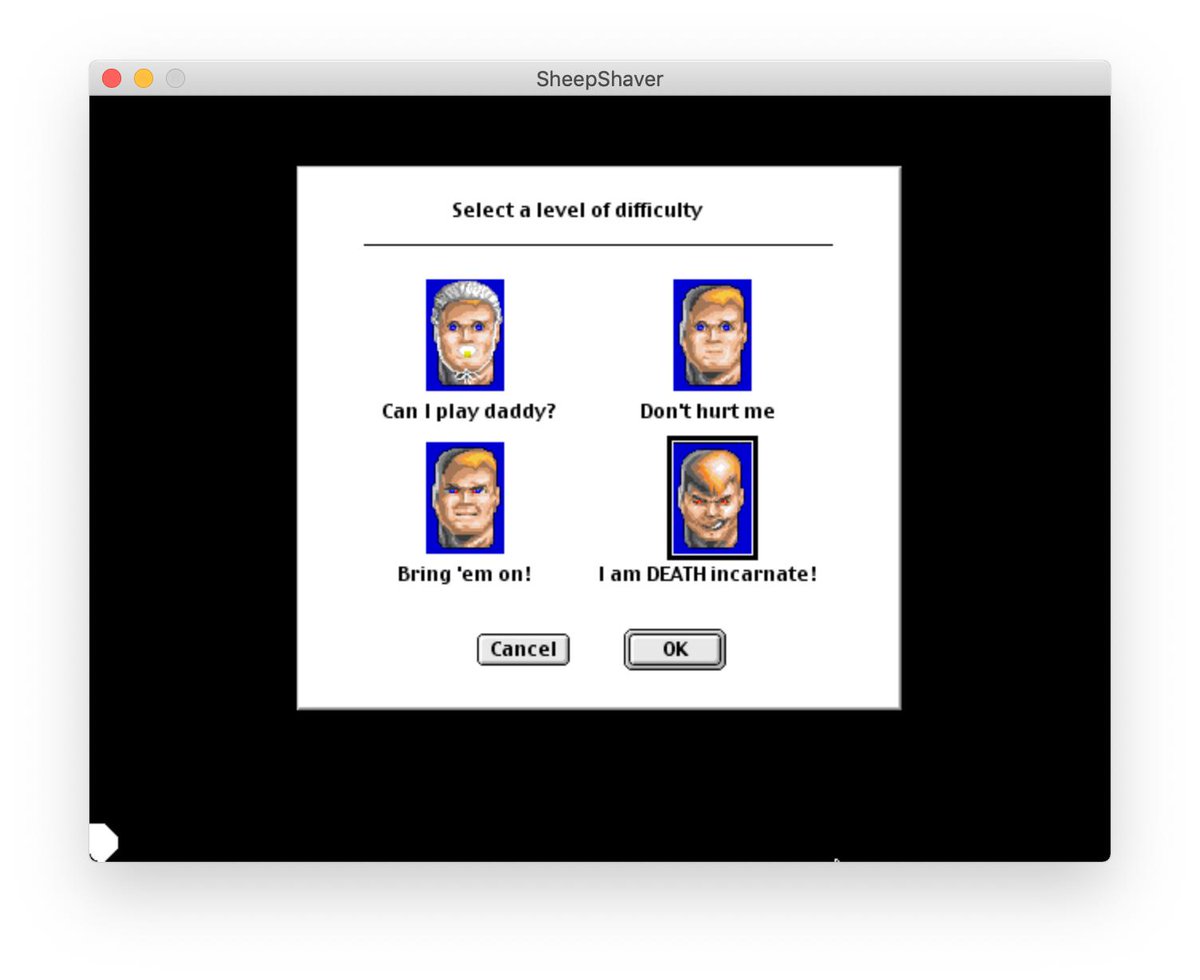 SheepShaver
Select a level of difficulty
Can I play daddy?
Don't hurt me
Bring 'em on!
I am DEATH incarnate!
Cancel
OK